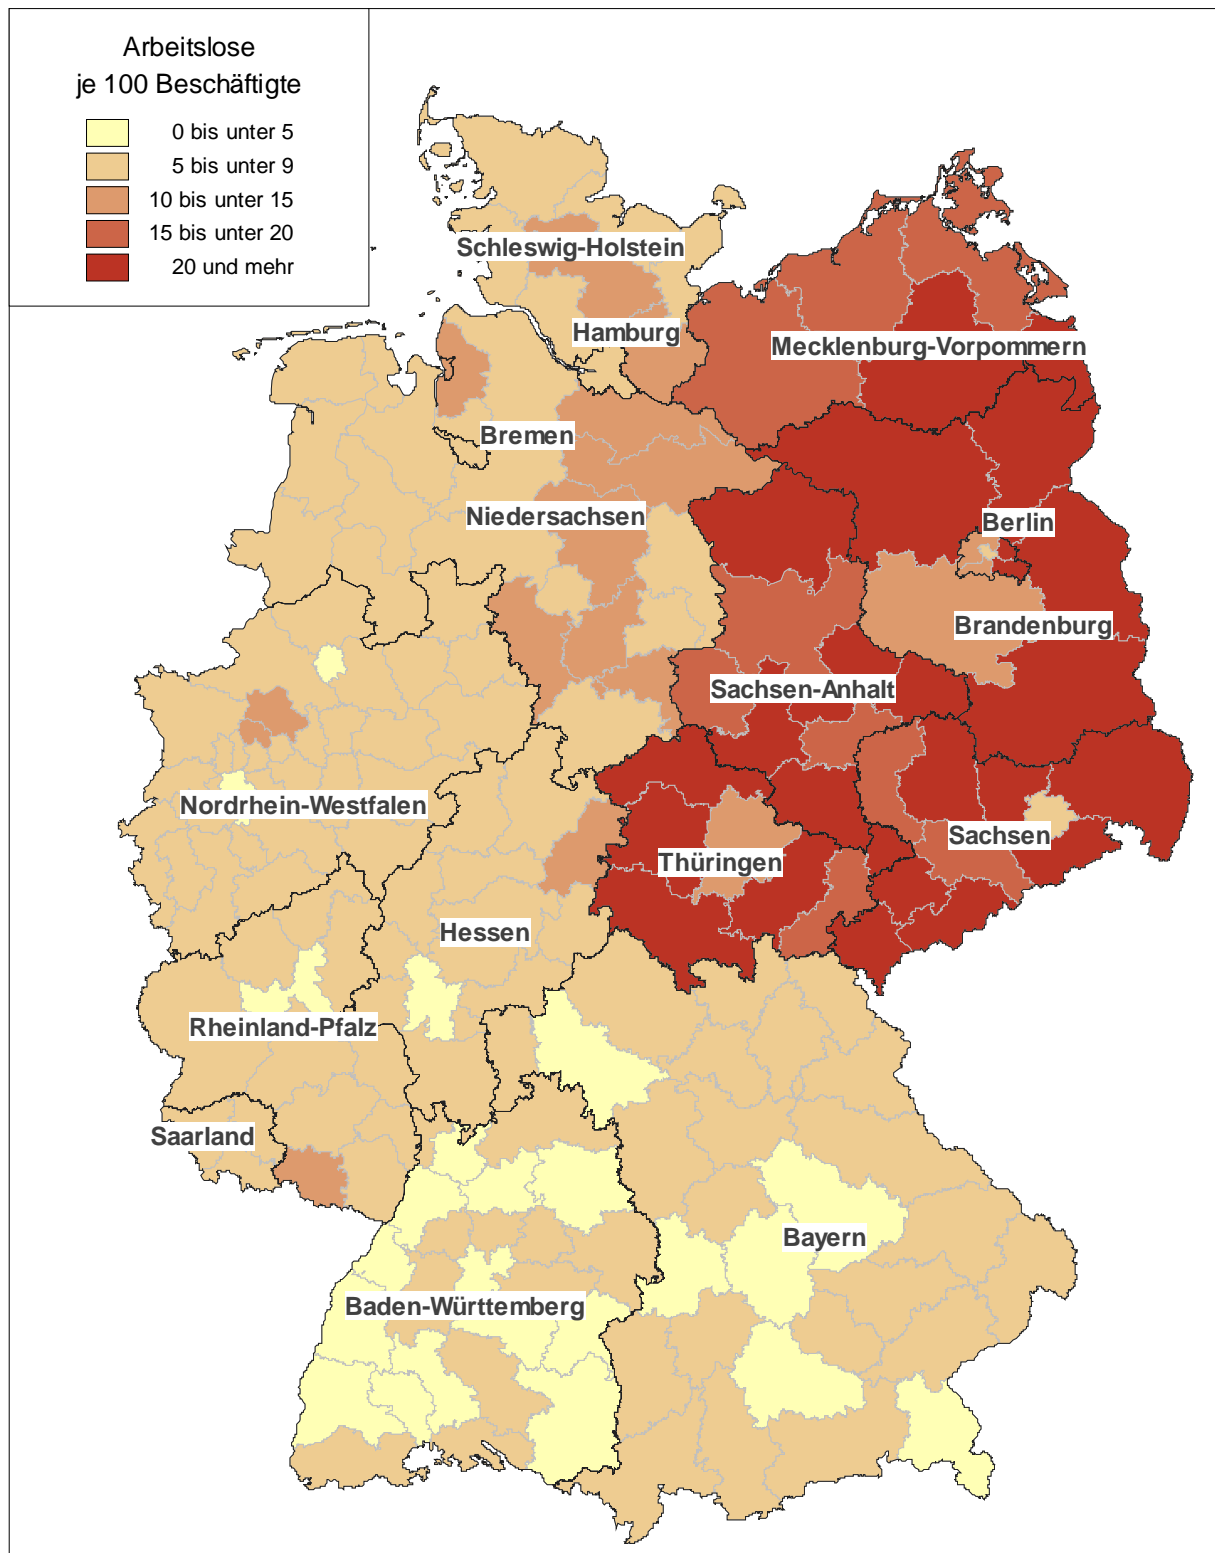 Arbeitslose
je 100 Beschäftigte
0 bis unter 5
5 bis unter 9
10 bis unter 15
15 bis unter 20
20 und mehr
Schleswig-Holstein
Hamburg
Mecklenburg-Vorpommern
Bremen
Niedersachsen
Berlin
Brandenburg
Sachsen-Anhalt
Nordrhein-Westfalen
Sachsen
Thüringen
Hessen
Rheinland-Pfalz
Saarland
Bayern
Baden-Württemberg